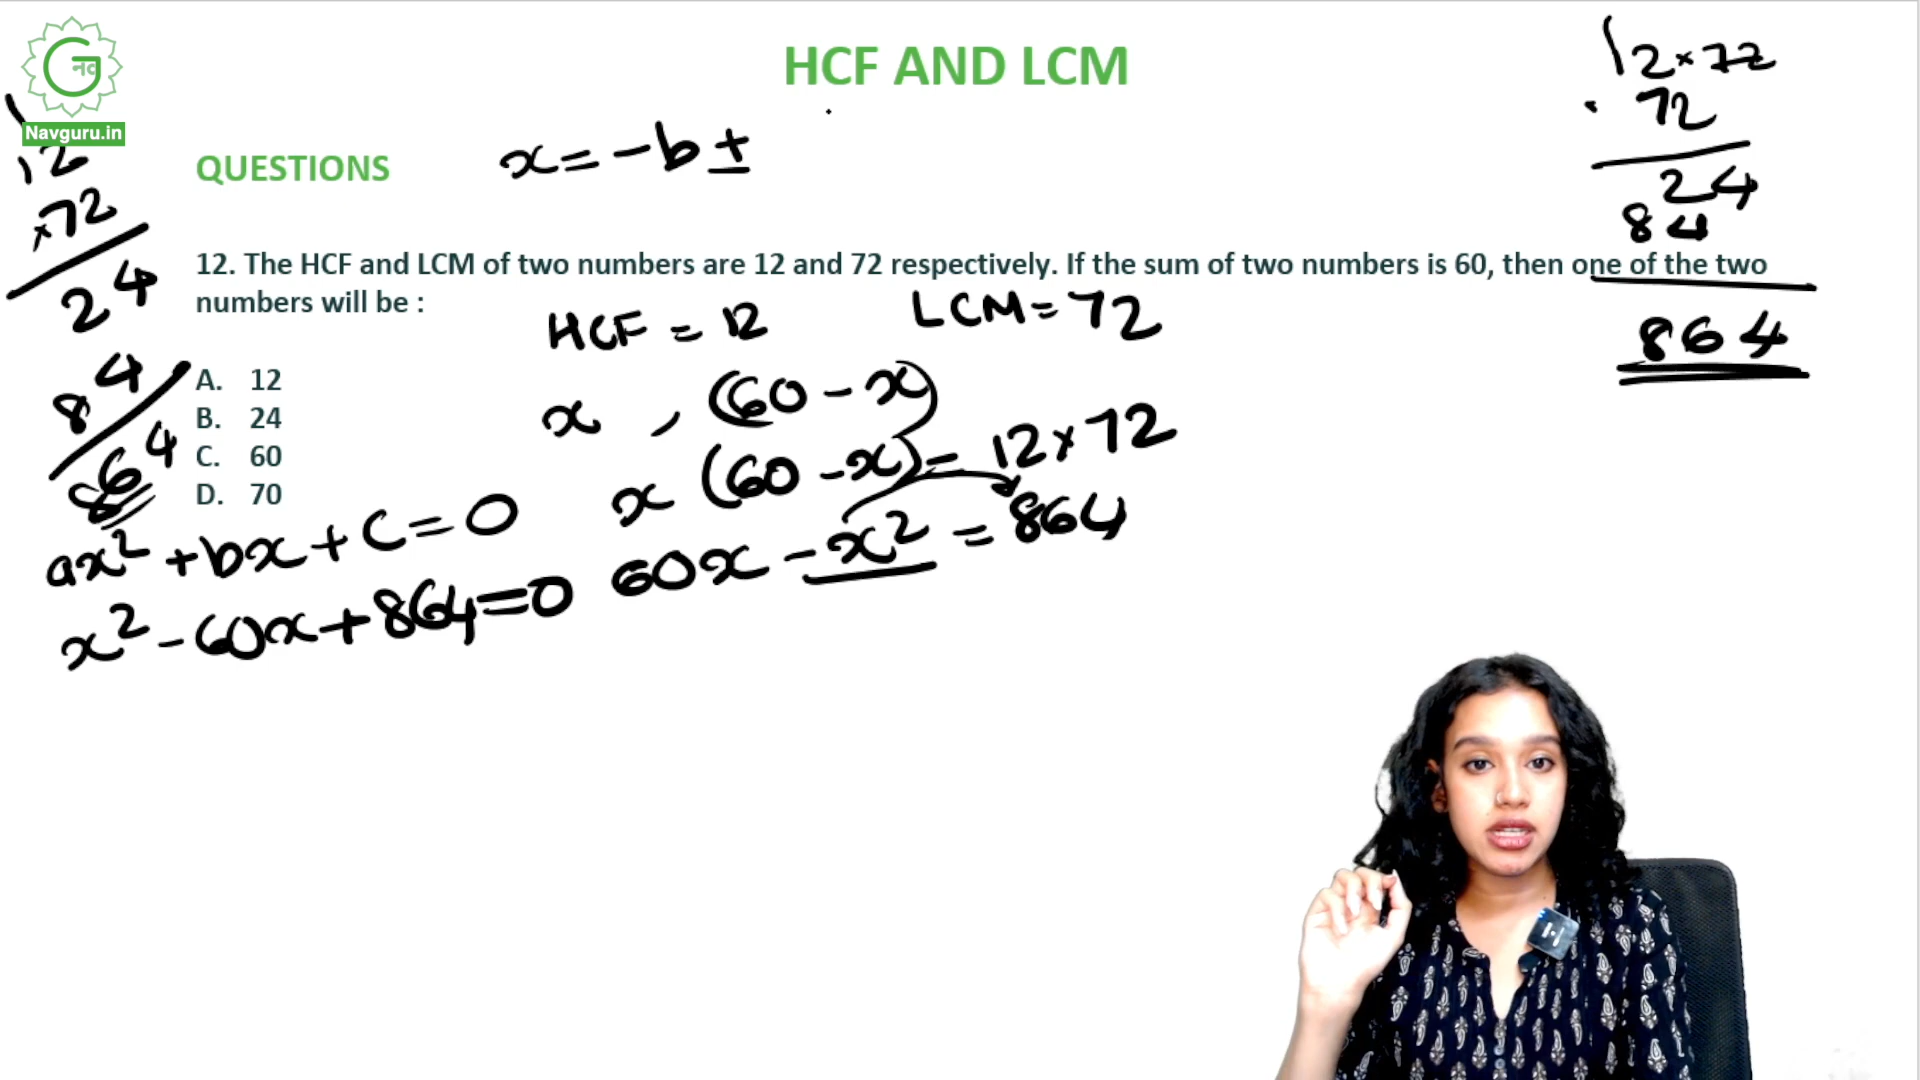 HCF AND LCM
नव
Navguru.in
QUESTIONS
x = -b ±
12 × 72
72
24
84
864
12
×72
24
84
864
12. The HCF and LCM of two numbers are 12 and 72 respectively. If the sum of two numbers is 60, then one of the two
numbers will be :
HCF = 12 LCM = 72
A. 12
B. 24
C. 60
D. 70
x , (60 - x)
x (60 - x) = 12 × 72
60x - x² = 864
ax² + bx + c = 0
x² - 60x + 864 = 0